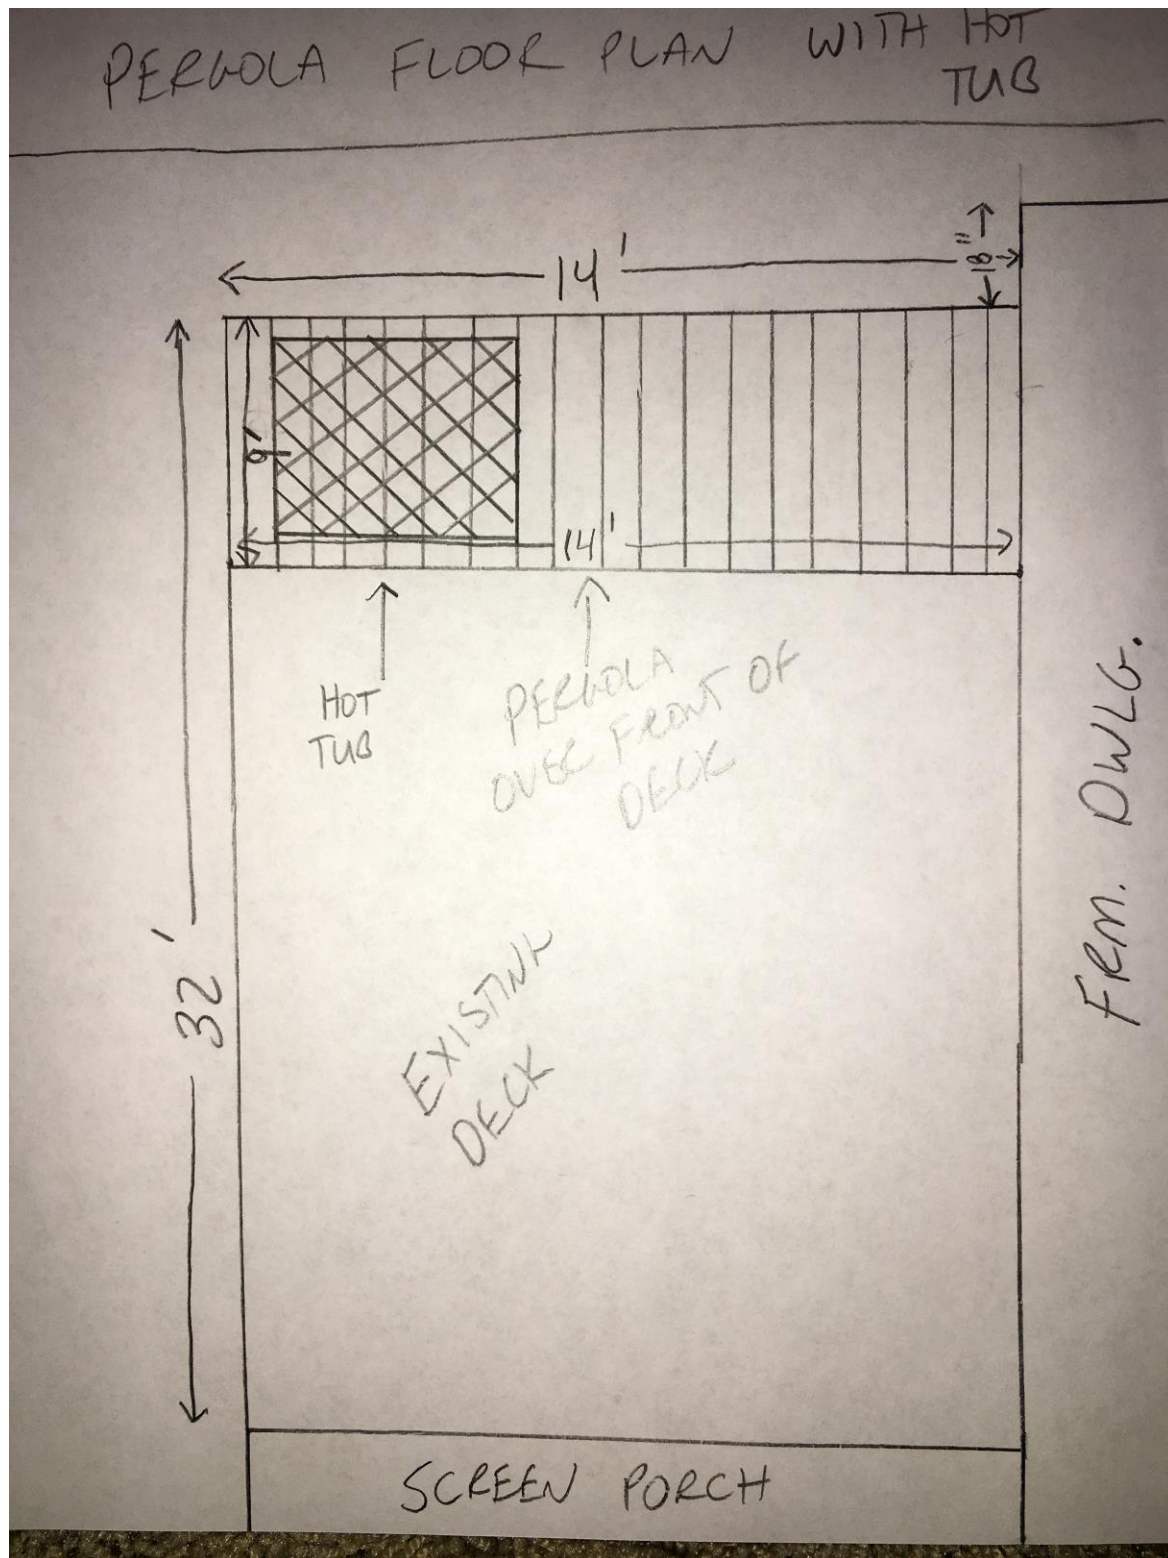 PERGOLA FLOOR PLAN WITH HOT
TUB
14'
18"
9'
14'
HOT
TUB
PERGOLA
OVER FRONT OF
DECK
32'
EXISTING
DECK
FRM. DWLG.
SCREEN PORCH